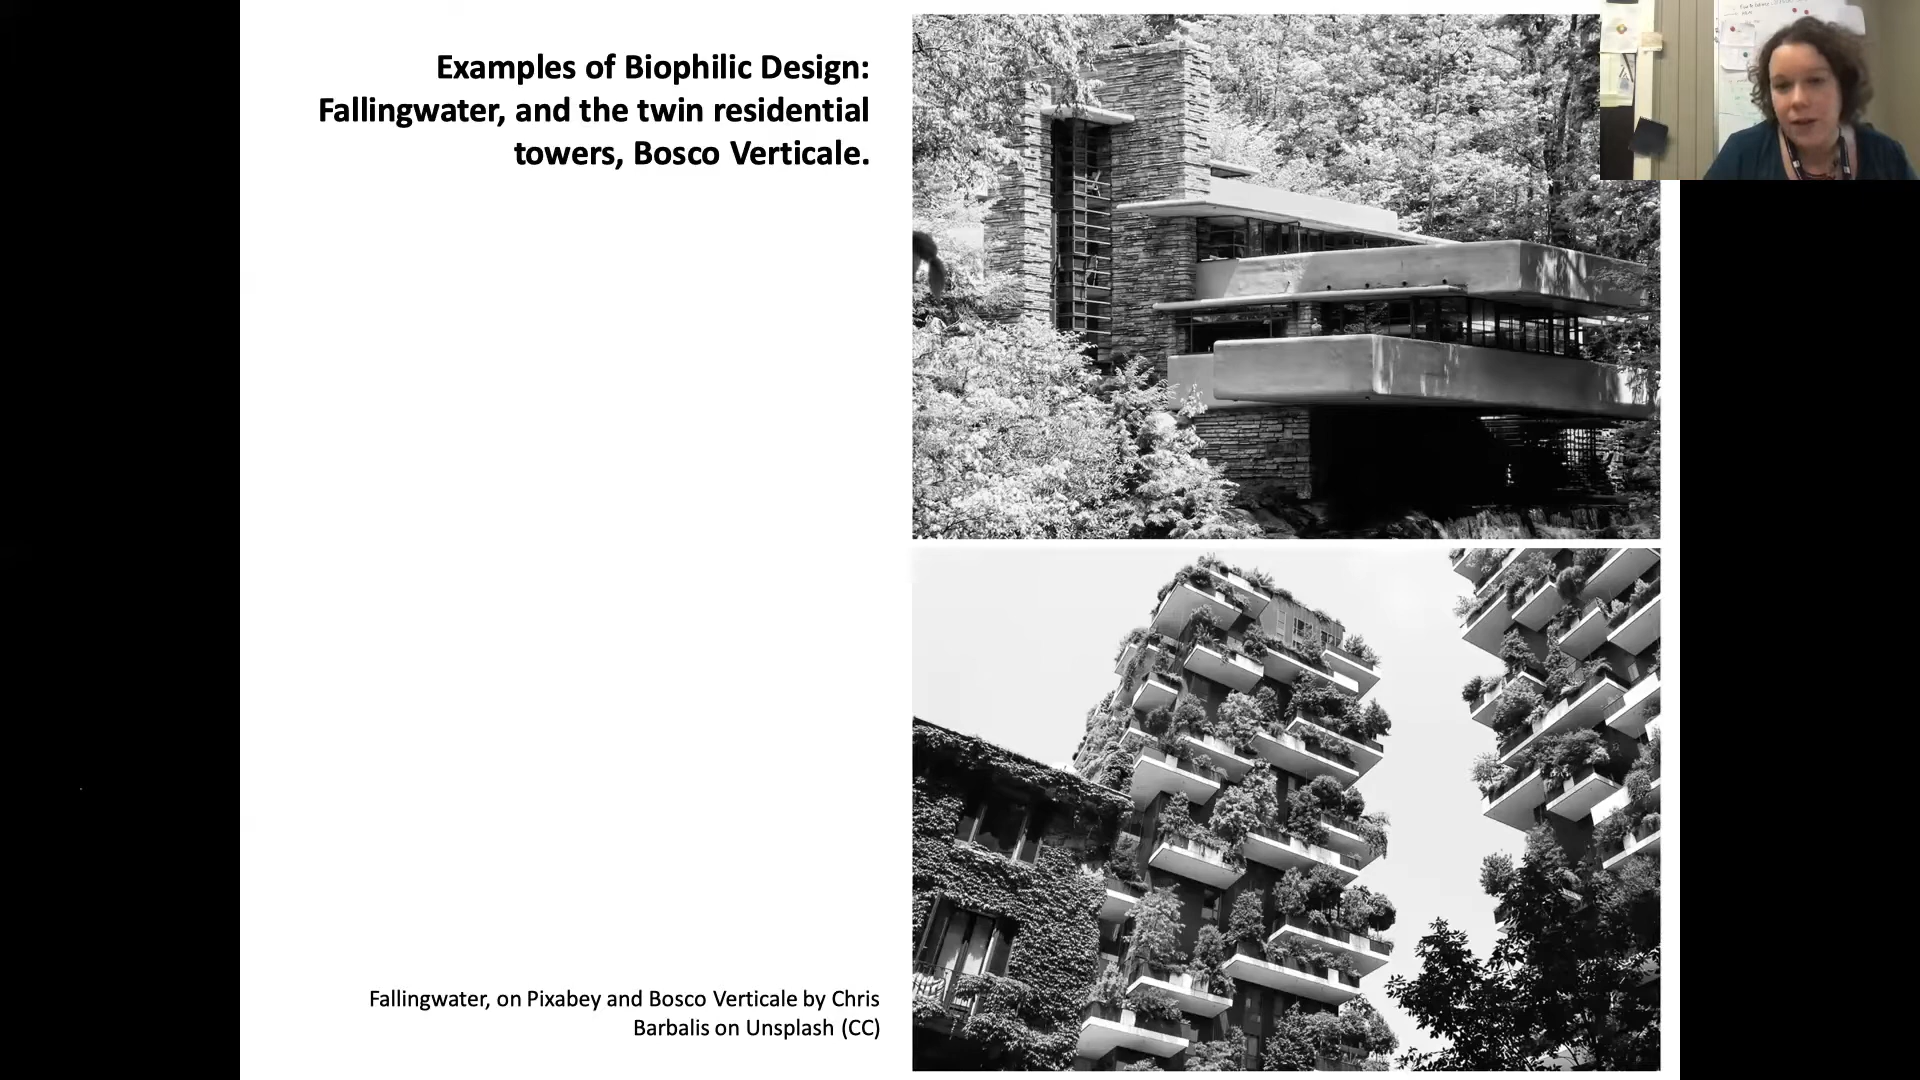 Examples of Biophilic Design:
Fallingwater, and the twin residential
towers, Bosco Verticale.
Fallingwater, on Pixabey and Bosco Verticale by Chris
Barbalis on Unsplash (CC)